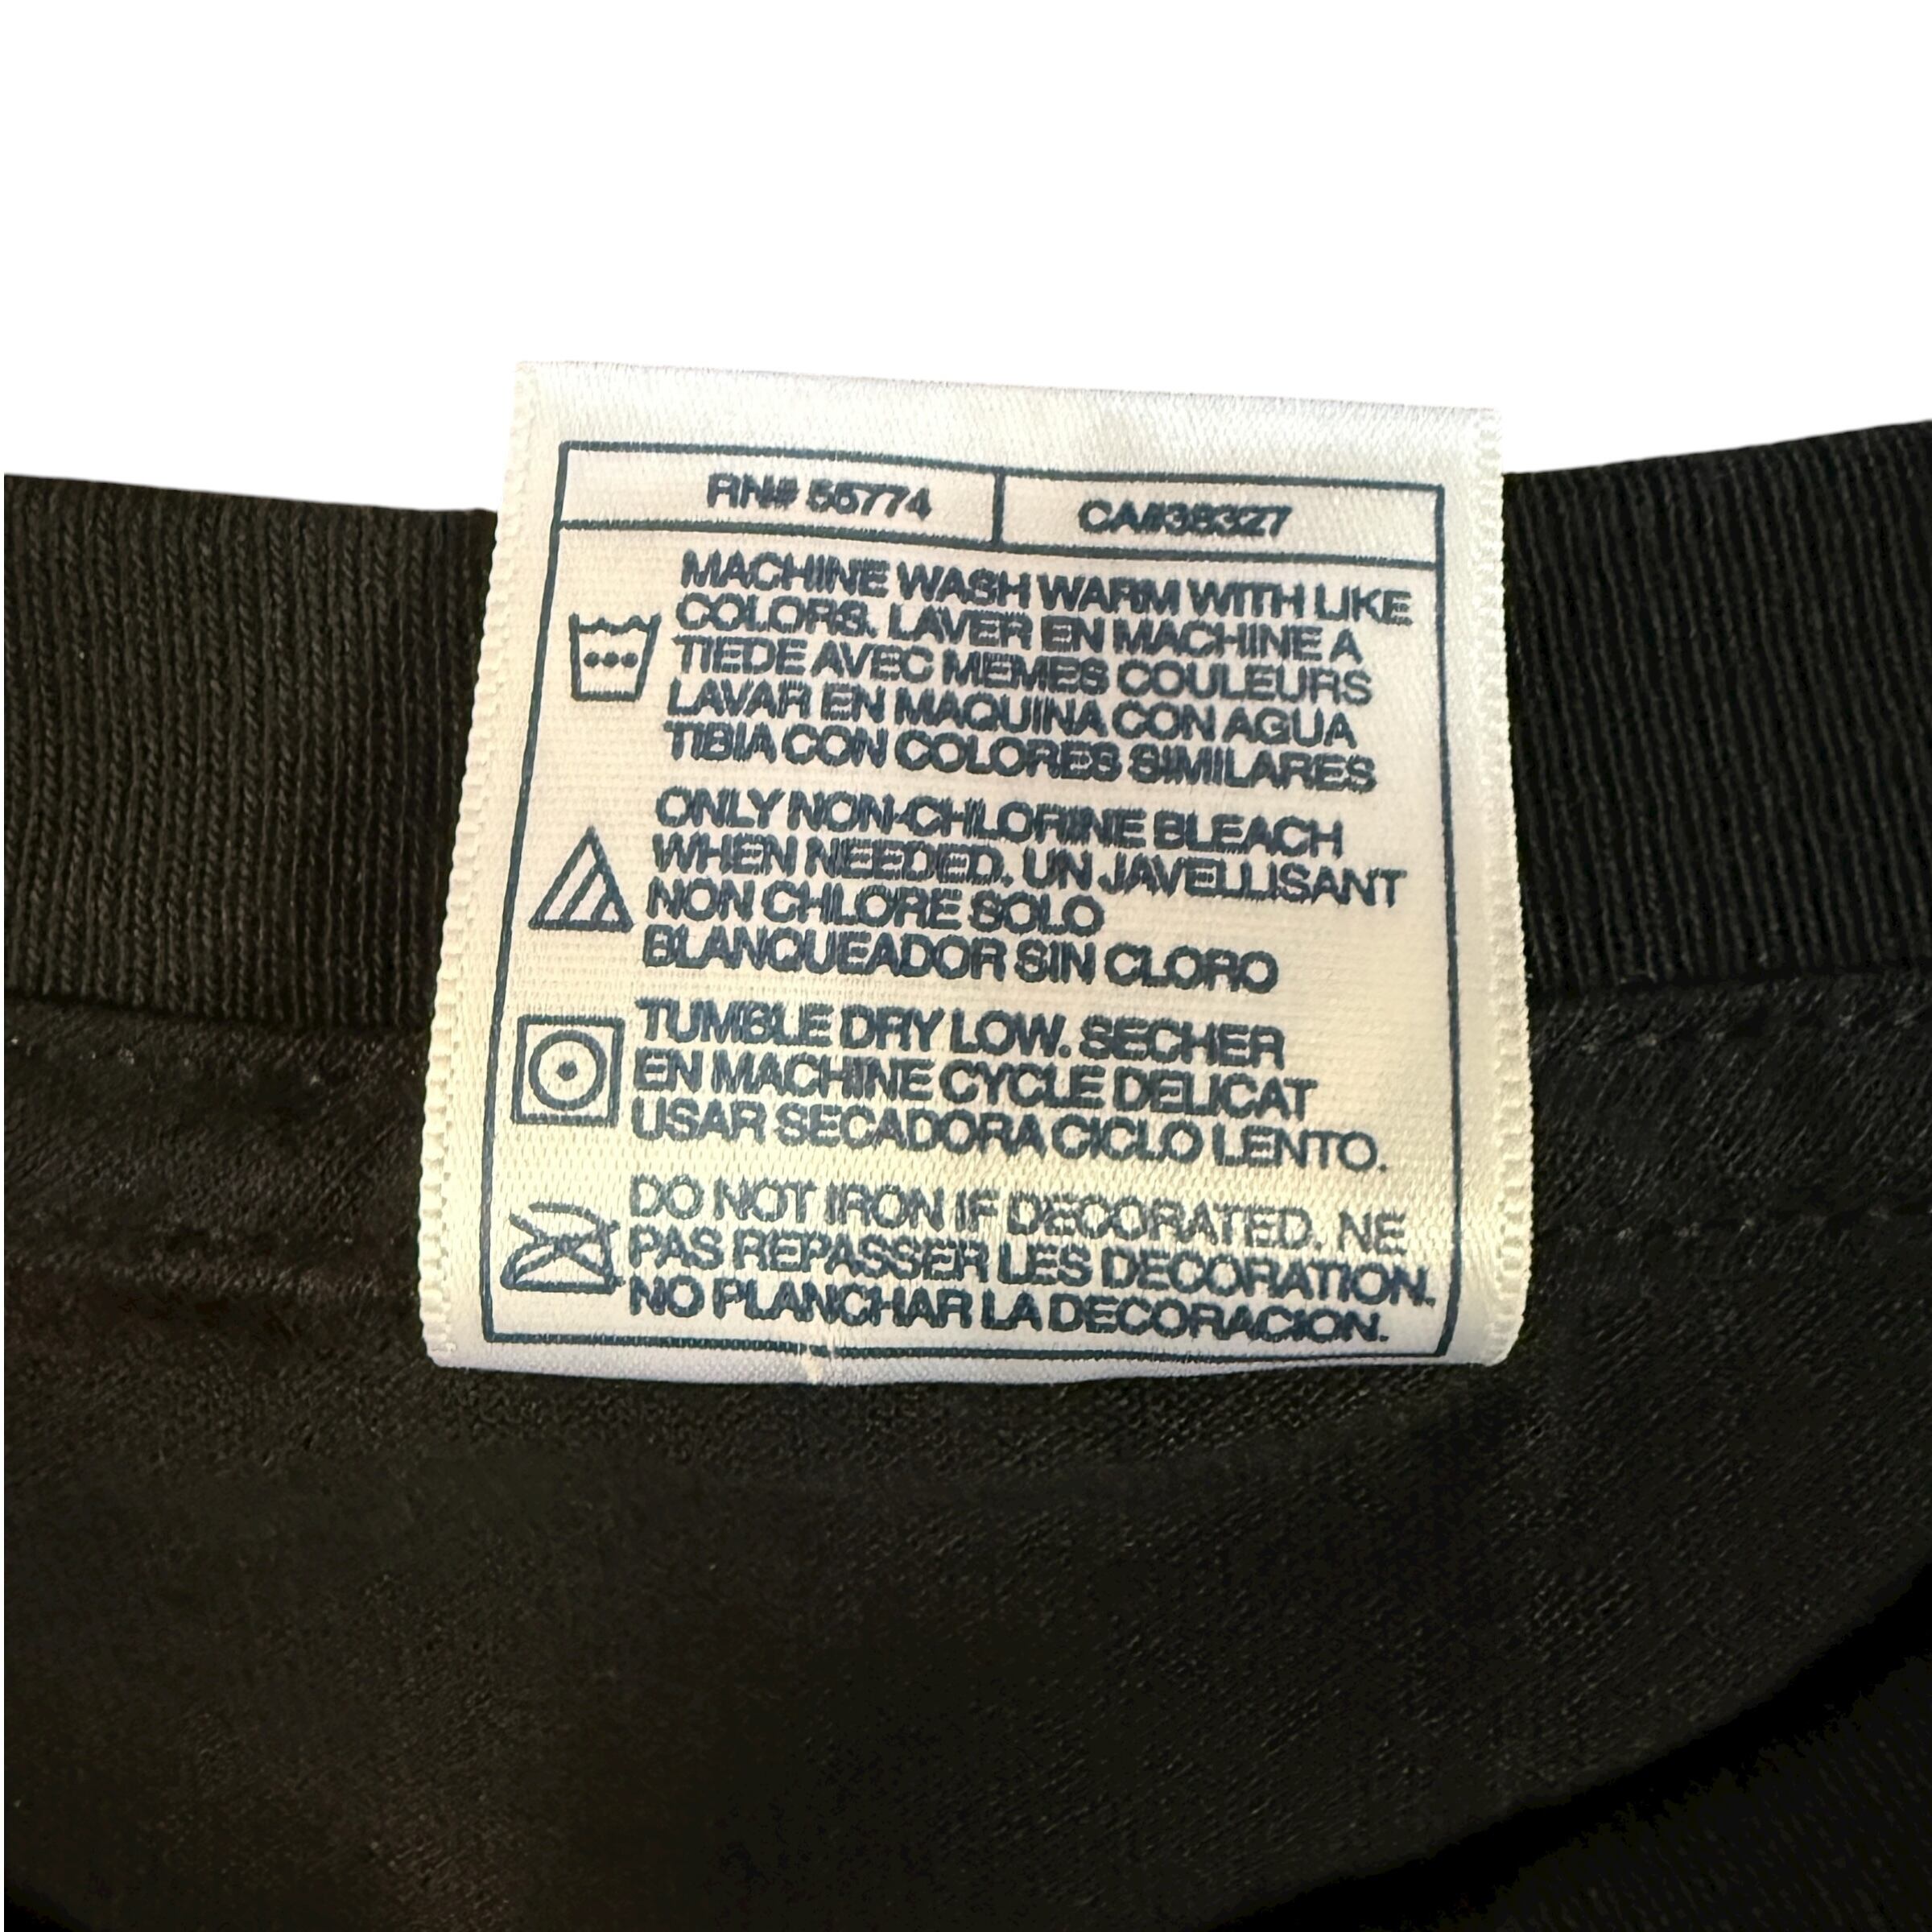 RN# 55774 CA#38327
MACHINE WASH WARM WITH LIKE
COLORS. LAVER EN MACHINE A
TIEDE AVEC MEMES COULEURS
LAVAR EN MAQUINA CON AGUA
TIBIA CON COLORES SIMILARES
ONLY NON-CHLORINE BLEACH
WHEN NEEDED. UN JAVELLISANT
NON CHLORE SOLO
BLANQUEADOR SIN CLORO
TUMBLE DRY LOW. SECHER
EN MACHINE CYCLE DELICAT
USAR SECADORA CICLO LENTO.
DO NOT IRON IF DECORATED. NE
PAS REPASSER LES DECORATION.
NO PLANCHAR LA DECORACION.